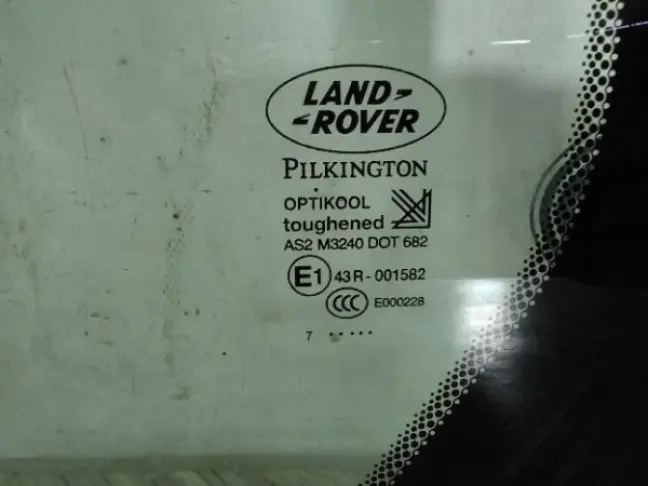 LAND
ROVER
PILKINGTON
OPTIKOOL
toughened
AS2 M3240 DOT 682
E1 43R-001582
CCC E000228
7 .....